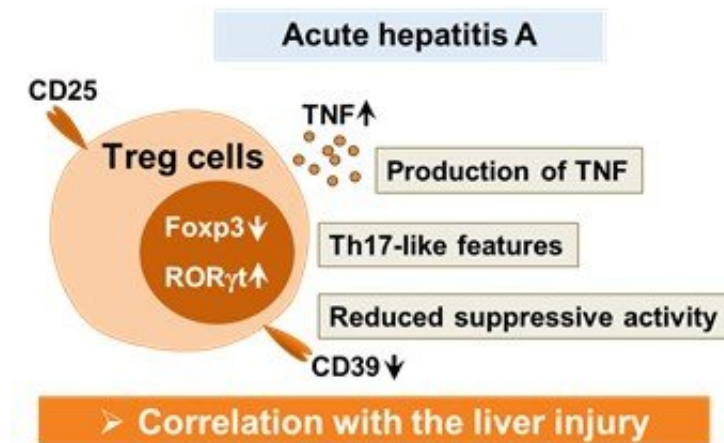 Acute hepatitis A
CD25
TNF↑
Treg cells
Production of TNF
Foxp3↓
Th17-like features
RORγt↑
Reduced suppressive activity
CD39↓
➢ Correlation with the liver injury